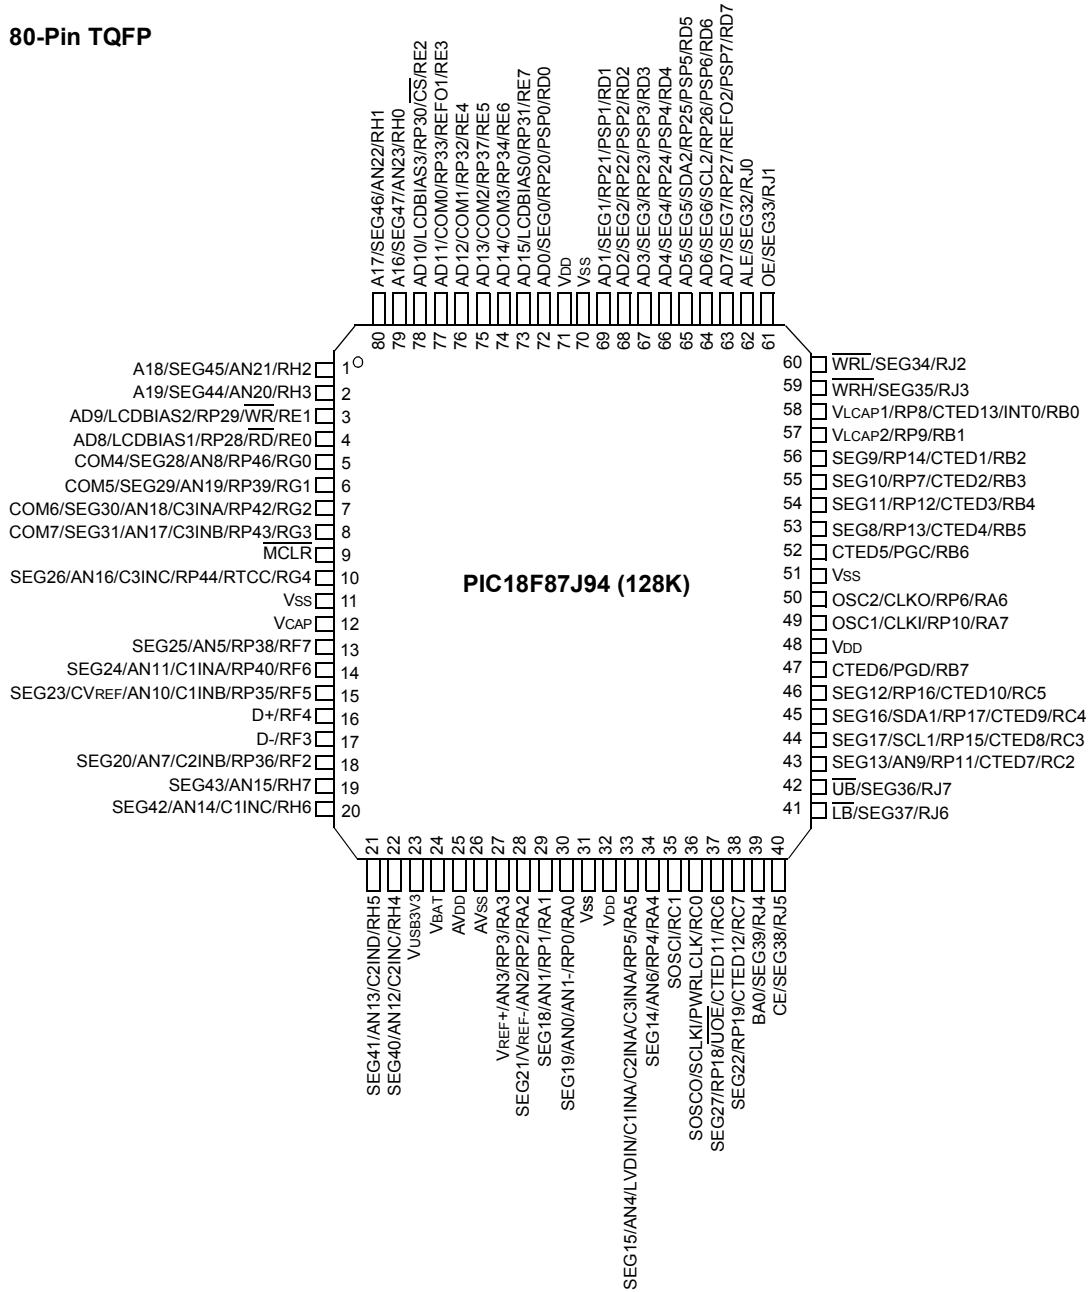 80-Pin TQFP
A17/SEG46/AN22/RH1
A16/SEG47/AN23/RH0
AD10/LCDBIAS3/RP30/CS/RE2
AD11/COM0/RP33/REFO1/RE3
AD12/COM1/RP32/RE4
AD13/COM2/RP37/RE5
AD14/COM3/RP34/RE6
AD15/LCDBIAS0/RP31/RE7
AD0/SEG0/RP20/PSP0/RD0
VDD
VSS
AD1/SEG1/RP21/PSP1/RD1
AD2/SEG2/RP22/PSP2/RD2
AD3/SEG3/RP23/PSP3/RD3
AD4/SEG4/RP24/PSP4/RD4
AD5/SEG5/SDA2/RP25/PSP5/RD5
AD6/SEG6/SCL2/RP26/PSP6/RD6
AD7/SEG7/RP27/REFO2/PSP7/RD7
ALE/SEG32/RJ0
OE/SEG33/RJ1
80 79 78 77 76 75 74 73 72 71 70 69 68 67 66 65 64 63 62 61
A18/SEG45/AN21/RH2 1
A19/SEG44/AN20/RH3 2
AD9/LCDBIAS2/RP29/WR/RE1 3
AD8/LCDBIAS1/RP28/RD/RE0 4
COM4/SEG28/AN8/RP46/RG0 5
COM5/SEG29/AN19/RP39/RG1 6
COM6/SEG30/AN18/C3INA/RP42/RG2 7
COM7/SEG31/AN17/C3INB/RP43/RG3 8
MCLR 9
SEG26/AN16/C3INC/RP44/RTCC/RG4 10
VSS 11
VCAP 12
SEG25/AN5/RP38/RF7 13
SEG24/AN11/C1INA/RP40/RF6 14
SEG23/CVREF/AN10/C1INB/RP35/RF5 15
D+/RF4 16
D-/RF3 17
SEG20/AN7/C2INB/RP36/RF2 18
SEG43/AN15/RH7 19
SEG42/AN14/C1INC/RH6 20
PIC18F87J94 (128K)
60 WRL/SEG34/RJ2
59 WRH/SEG35/RJ3
58 VLCAP1/RP8/CTED13/INT0/RB0
57 VLCAP2/RP9/RB1
56 SEG9/RP14/CTED1/RB2
55 SEG10/RP7/CTED2/RB3
54 SEG11/RP12/CTED3/RB4
53 SEG8/RP13/CTED4/RB5
52 CTED5/PGC/RB6
51 VSS
50 OSC2/CLKO/RP6/RA6
49 OSC1/CLKI/RP10/RA7
48 VDD
47 CTED6/PGD/RB7
46 SEG12/RP16/CTED10/RC5
45 SEG16/SDA1/RP17/CTED9/RC4
44 SEG17/SCL1/RP15/CTED8/RC3
43 SEG13/AN9/RP11/CTED7/RC2
42 UB/SEG36/RJ7
41 LB/SEG37/RJ6
21 22 23 24 25 26 27 28 29 30 31 32 33 34 35 36 37 38 39 40
SEG41/AN13/C2IND/RH5
SEG40/AN12/C2INC/RH4
VUSB3V3
VBAT
AVDD
AVSS
VREF+/AN3/RP3/RA3
SEG21/VREF-/AN2/RP2/RA2
SEG18/AN1/RP1/RA1
SEG19/AN0/AN1-/RP0/RA0
Vss
VDD
SEG15/AN4/LVDIN/C1INA/C2INA/C3INA/RP5/RA5
SEG14/AN6/RP4/RA4
SOSCI/RC1
SOSCO/SCLKI/PWRLCLK/RC0
SEG27/RP18/UOE/CTED11/RC6
SEG22/RP19/CTED12/RC7
BA0/SEG39/RJ4
CE/SEG38/RJ5